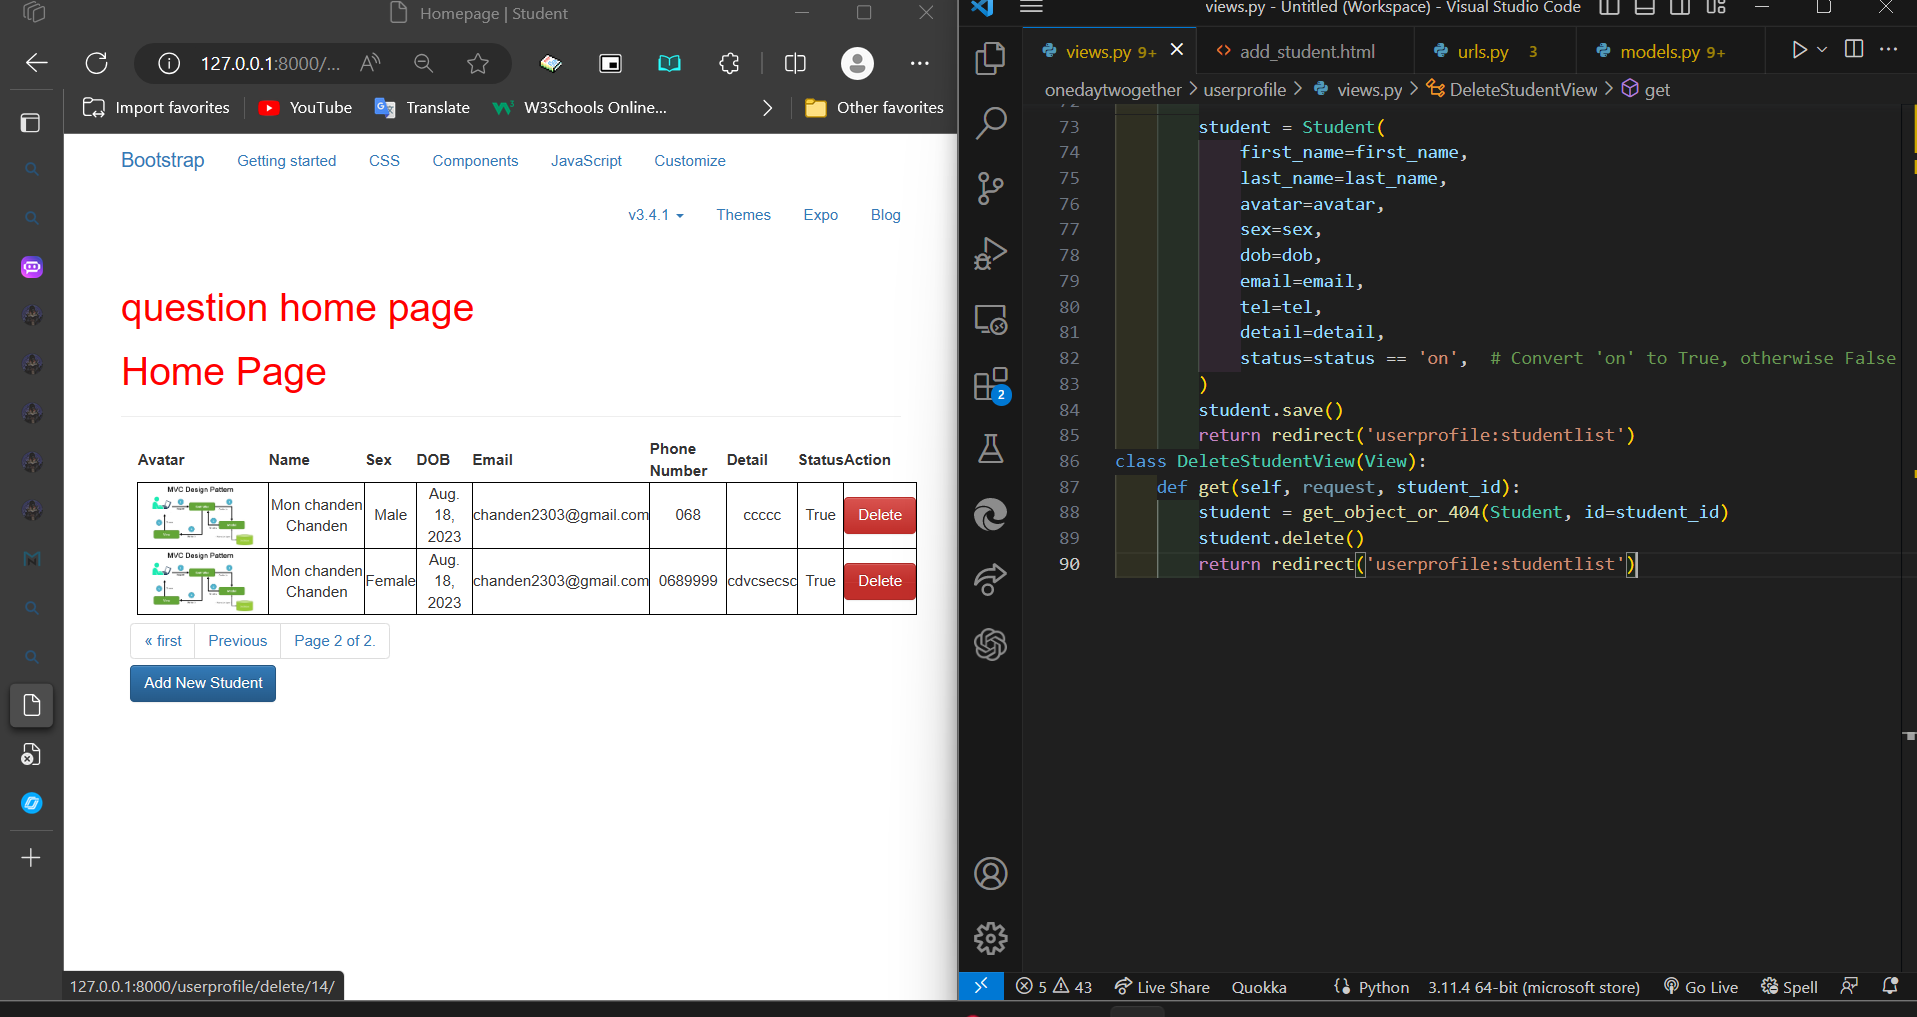 Homepage | Student
127.0.0.1:8000/...
Import favorites
YouTube
Translate
W3Schools Online...
Other favorites
Bootstrap
Getting started
CSS
Components
JavaScript
Customize
v3.4.1
Themes
Expo
Blog
question home page
Home Page
Avatar Name Sex DOB Email Phone Number Detail Status Action
MVC Design Pattern
Mon chanden Chanden Male Aug. 18, 2023 chanden2303@gmail.com 068 ccccc True Delete
MVC Design Pattern
Mon chanden Chanden Female Aug. 18, 2023 chanden2303@gmail.com 0689999 cdvcsecsc True Delete
« first Previous Page 2 of 2.
Add New Student
127.0.0.1:8000/userprofile/delete/14/
views.py - Untitled (Workspace) - Visual Studio Code
views.py 9+
add_student.html
urls.py 3
models.py 9+
onedaytwogether > userprofile > views.py > DeleteStudentView > get
73 student = Student(
74 first_name=first_name,
75 last_name=last_name,
76 avatar=avatar,
77 sex=sex,
78 dob=dob,
79 email=email,
80 tel=tel,
81 detail=detail,
82 status=status == 'on',  # Convert 'on' to True, otherwise False
83 )
84 student.save()
85 return redirect('userprofile:studentlist')
86 class DeleteStudentView(View):
87 def get(self, request, student_id):
88 student = get_object_or_404(Student, id=student_id)
89 student.delete()
90 return redirect('userprofile:studentlist')
2
5 43 Live Share Quokka Python 3.11.4 64-bit (microsoft store) Go Live Spell